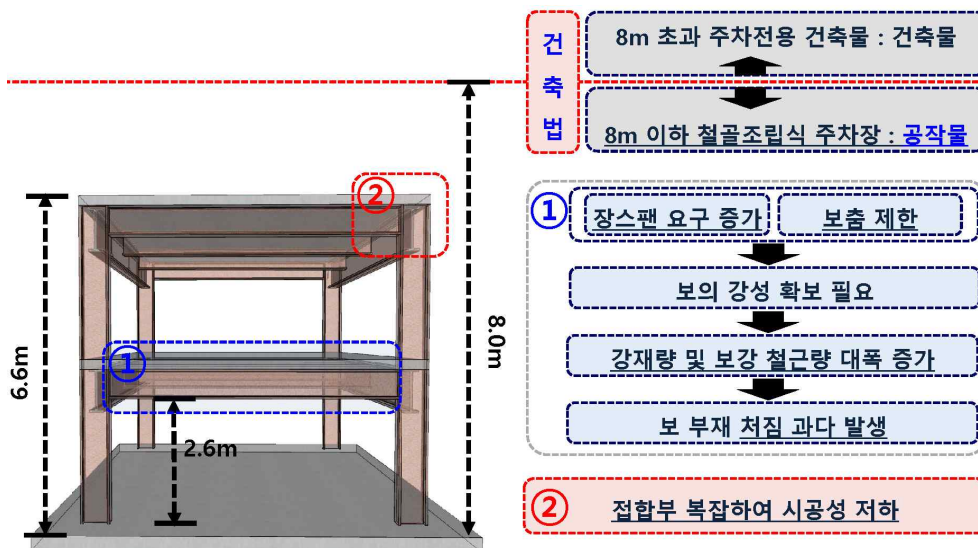 건축법
8m 초과 주차전용 건축물 : 건축물
8m 이하 철골조립식 주차장 : 공작물
②
①
6.6m
2.6m
8.0m
①
장스팬 요구 증가
보춤 제한
보의 강성 확보 필요
강재량 및 보강 철근량 대폭 증가
보 부재 처짐 과다 발생
②
접합부 복잡하여 시공성 저하